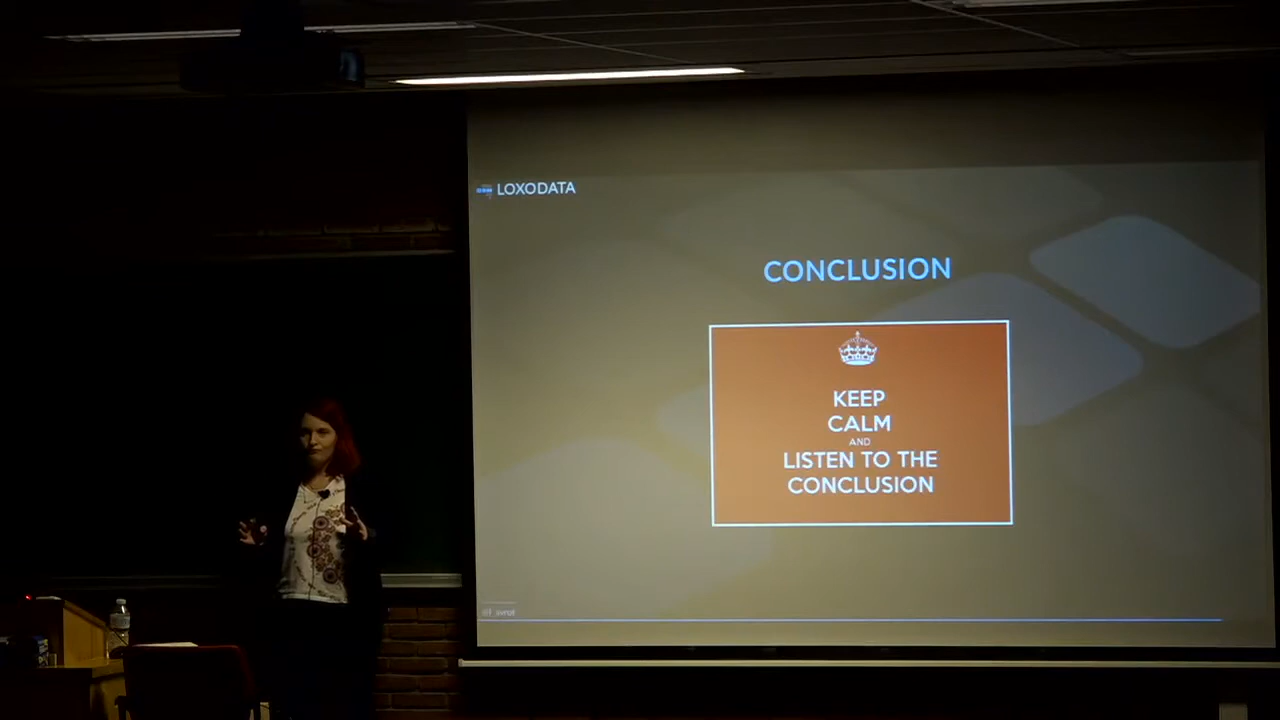 LOXODATA
CONCLUSION
KEEP
CALM
AND
LISTEN TO THE
CONCLUSION